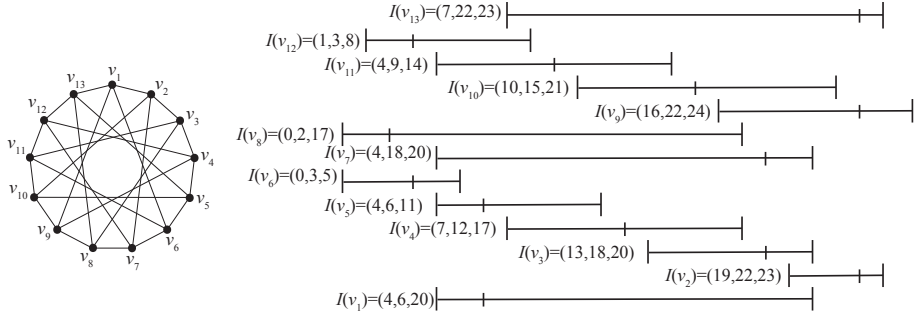 v₁
v₂
v₃
v₄
v₅
v₆
v₇
v₈
v₉
v₁₀
v₁₁
v₁₂
v₁₃
I(v₁₃)=(7,22,23)
I(v₁₂)=(1,3,8)
I(v₁₁)=(4,9,14)
I(v₁₀)=(10,15,21)
I(v₉)=(16,22,24)
I(v₈)=(0,2,17)
I(v₇)=(4,18,20)
I(v₆)=(0,3,5)
I(v₅)=(4,6,11)
I(v₄)=(7,12,17)
I(v₃)=(13,18,20)
I(v₂)=(19,22,23)
I(v₁)=(4,6,20)